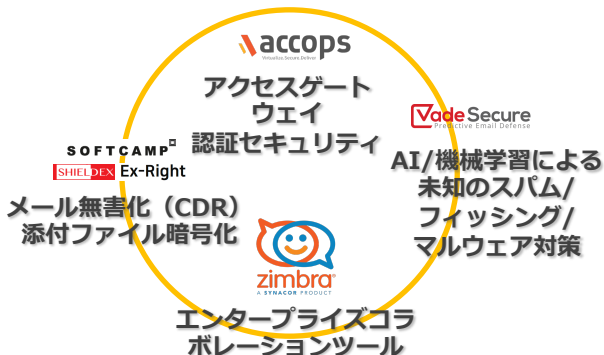 accops
Virtualize.Secure.Deliver
アクセスゲート
ウェイ
認証セキュリティ
VadeSecure
Predictive Email Defense
AI/機械学習による
未知のスパム/
フィッシング/
マルウェア対策
SOFTCAMP
SHIELDEX Ex-Right
メール無害化（CDR）
添付ファイル暗号化
zimbra
A SYNACOR PRODUCT
エンタープライズコラ
ボレーションツール